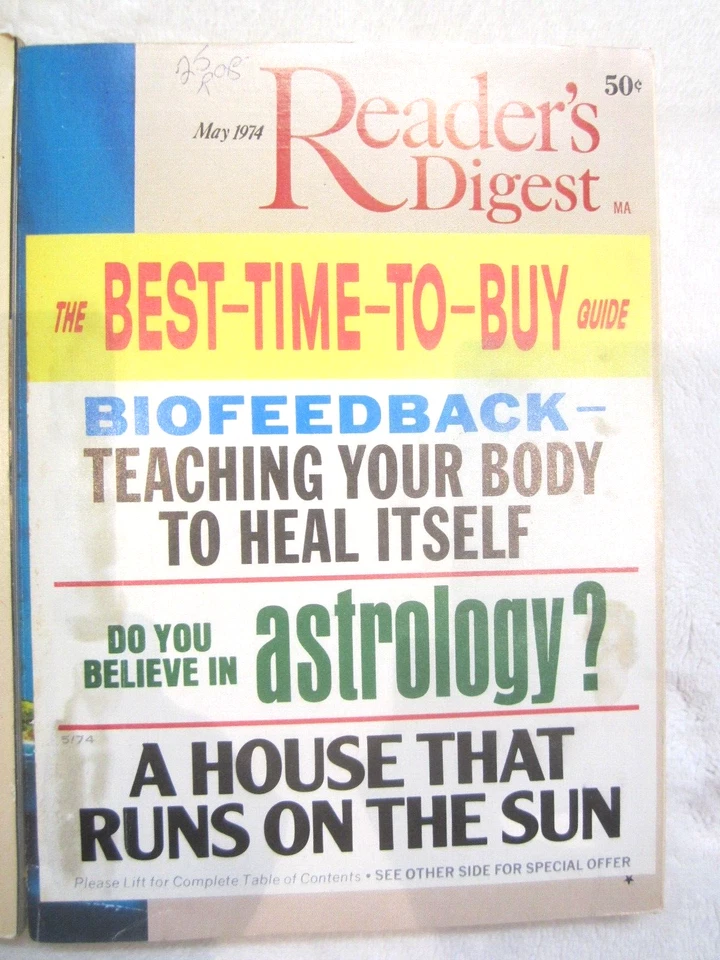 May 1974
Reader's
Digest
50¢
MA
THE BEST-TIME-TO-BUY GUIDE
BIOFEEDBACK–
TEACHING YOUR BODY
TO HEAL ITSELF
DO YOU
BELIEVE IN
astrology?
5/74
A HOUSE THAT
RUNS ON THE SUN
Please Lift for Complete Table of Contents • SEE OTHER SIDE FOR SPECIAL OFFER
★